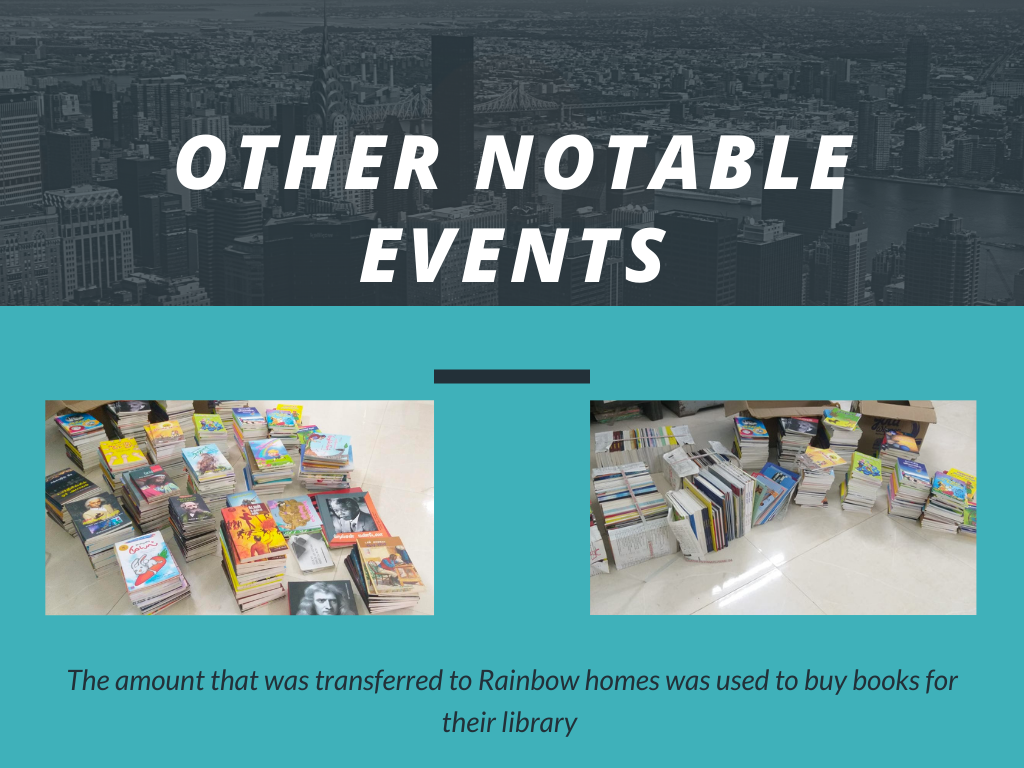 OTHER NOTABLE
EVENTS
The amount that was transferred to Rainbow homes was used to buy books for
their library